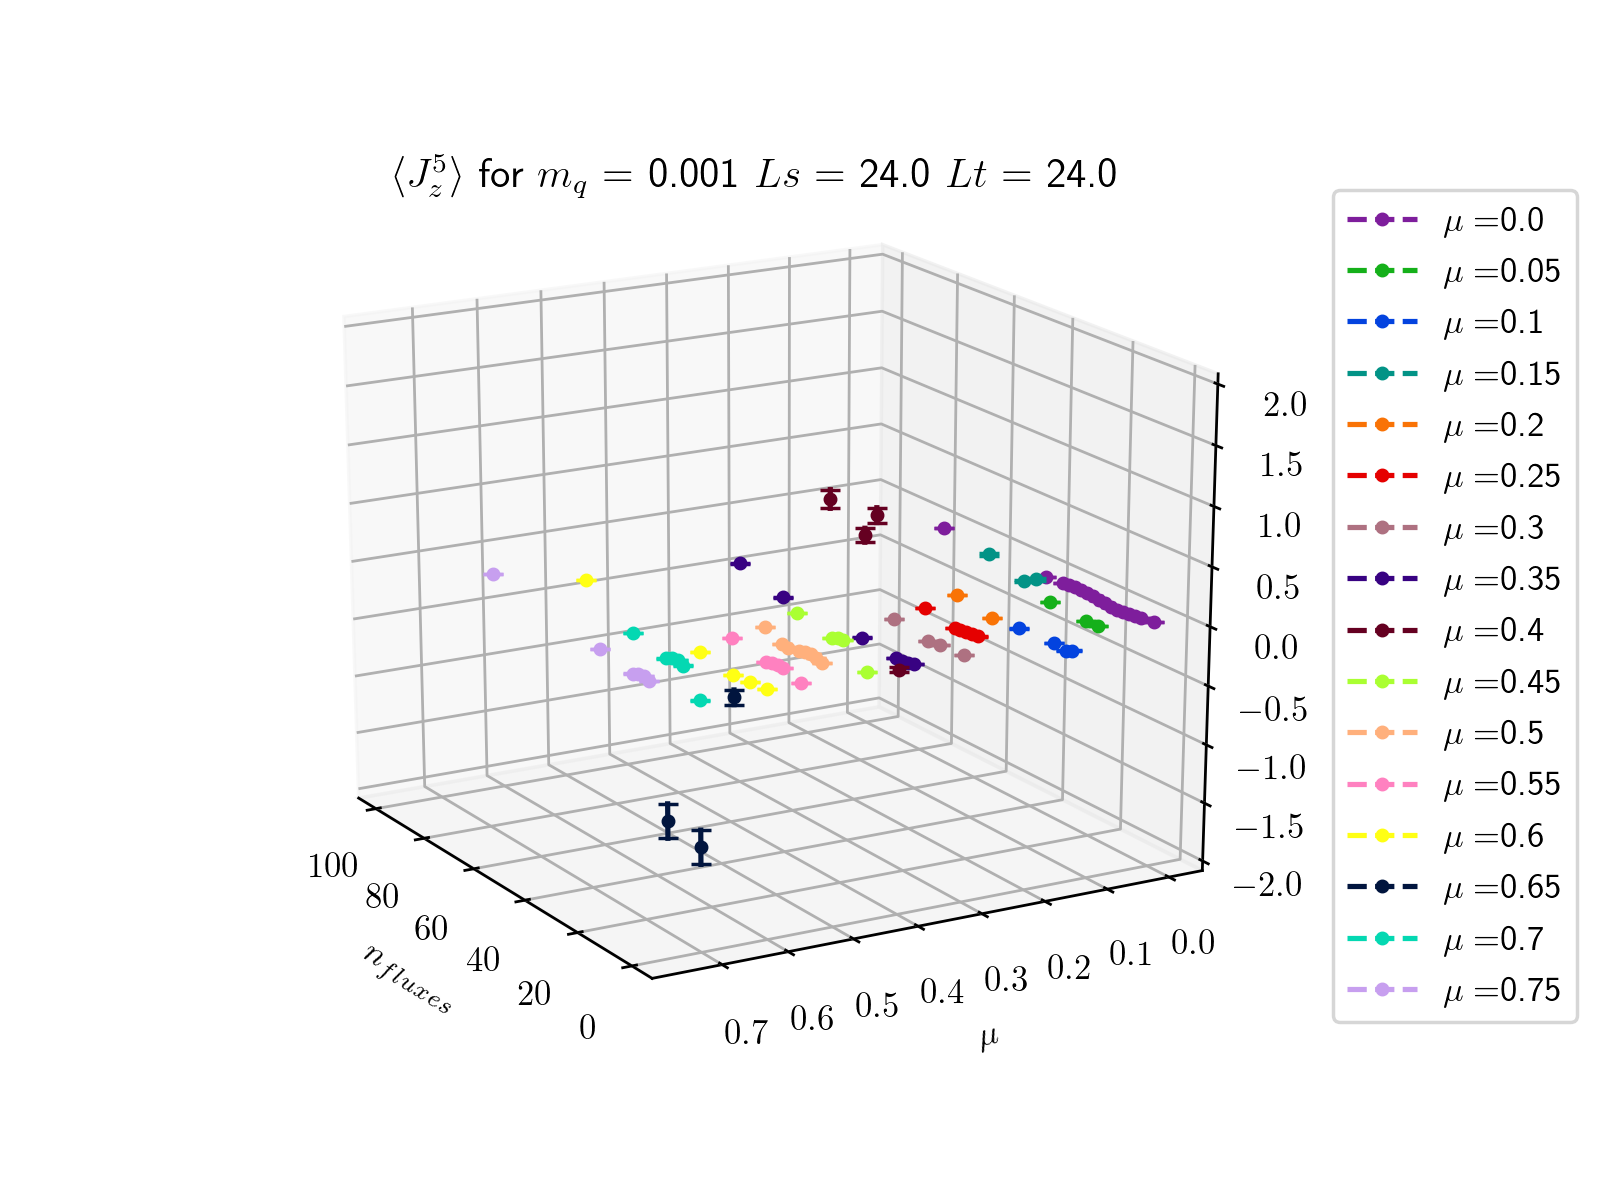 ⟨J_z^5⟩ for m_q = 0.001 Ls = 24.0 Lt = 24.0
μ =0.0
μ =0.05
μ =0.1
μ =0.15
μ =0.2
μ =0.25
μ =0.3
μ =0.35
μ =0.4
μ =0.45
μ =0.5
μ =0.55
μ =0.6
μ =0.65
μ =0.7
μ =0.75
2.0
1.5
1.0
0.5
0.0
−0.5
−1.0
−1.5
−2.0
100
80
60
40
20
0
n_fluxes
0.7
0.6
0.5
0.4
0.3
0.2
0.1
0.0
μ